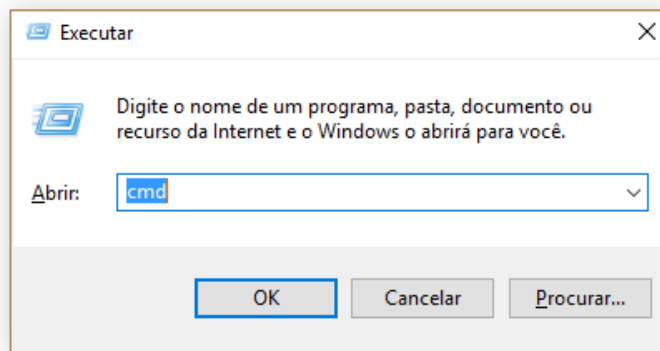 Executar
Digite o nome de um programa, pasta, documento ou
recurso da Internet e o Windows o abrirá para você.
Abrir: cmd
OK Cancelar Procurar...